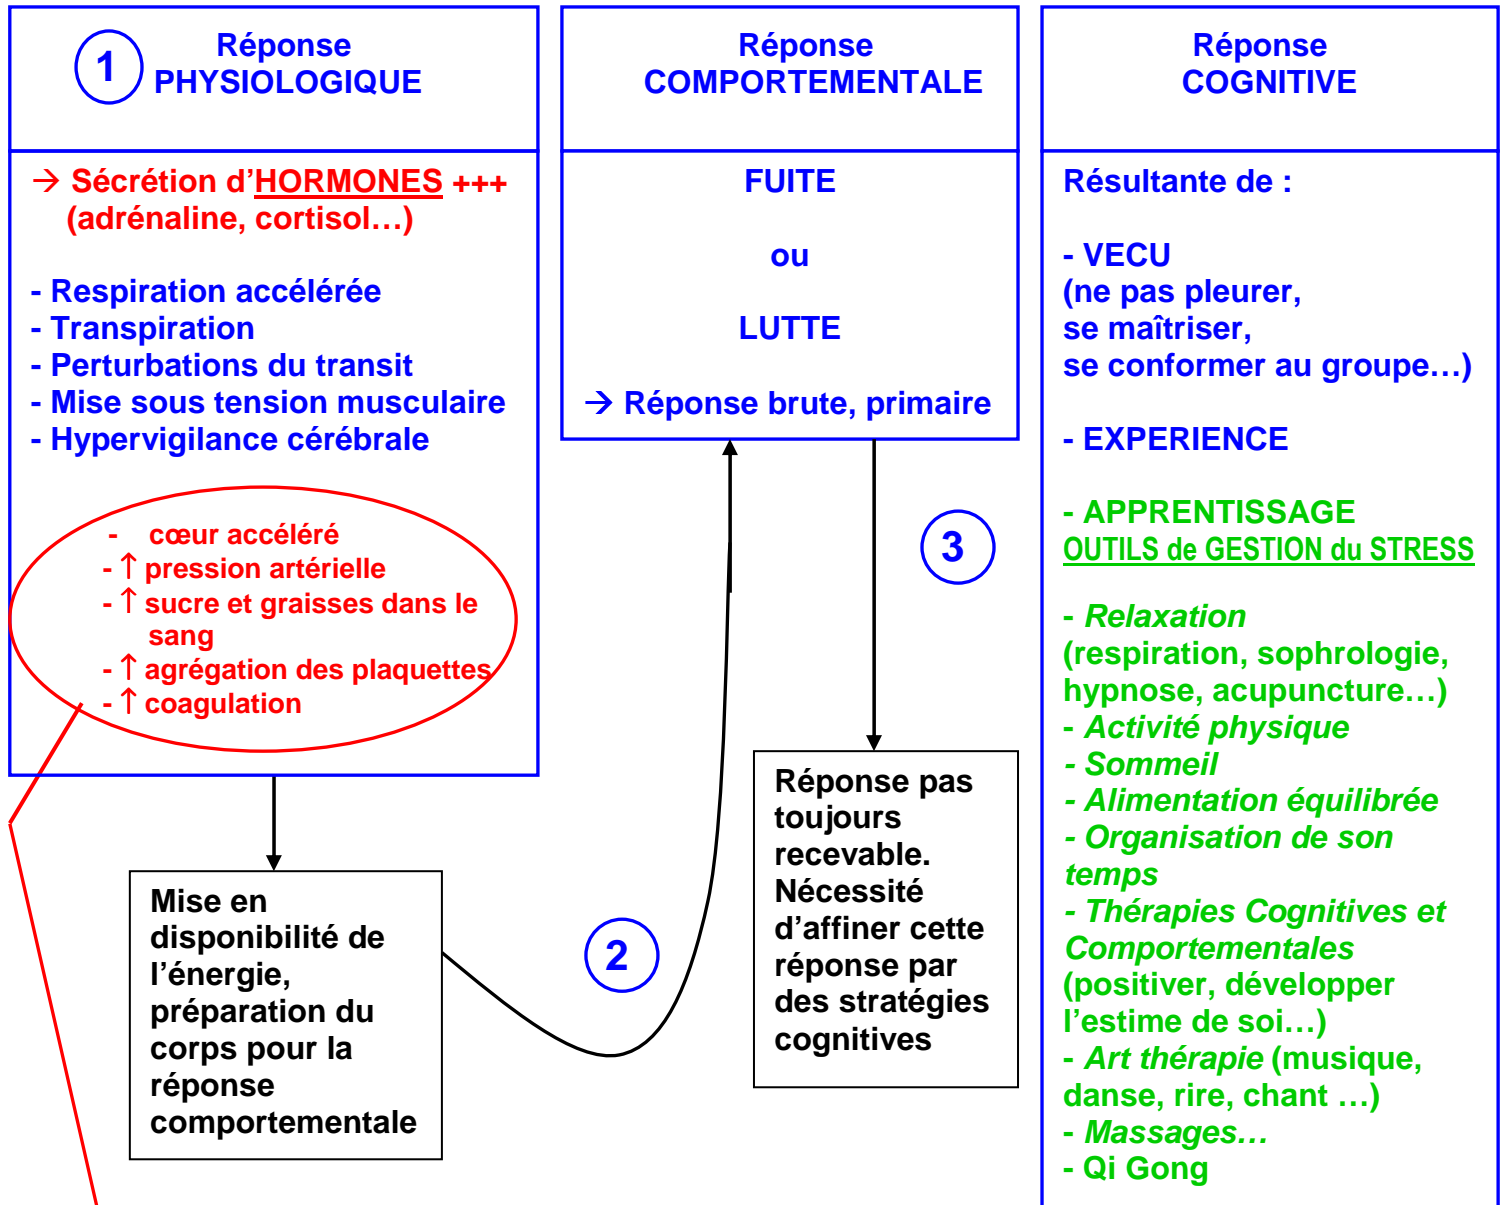 1
Réponse
PHYSIOLOGIQUE
→ Sécrétion d'HORMONES +++
(adrénaline, cortisol…)
- Respiration accélérée
- Transpiration
- Perturbations du transit
- Mise sous tension musculaire
- Hypervigilance cérébrale
- cœur accéléré
- ↑ pression artérielle
- ↑ sucre et graisses dans le
sang
- ↑ agrégation des plaquettes
- ↑ coagulation
Mise en
disponibilité de
l'énergie,
préparation du
corps pour la
réponse
comportementale
2
Réponse
COMPORTEMENTALE
FUITE
ou
LUTTE
→ Réponse brute, primaire
3
Réponse pas
toujours
recevable.
Nécessité
d'affiner cette
réponse par
des stratégies
cognitives
Réponse
COGNITIVE
Résultante de :
- VECU
(ne pas pleurer,
se maîtriser,
se conformer au groupe…)
- EXPERIENCE
- APPRENTISSAGE
OUTILS de GESTION du STRESS
- Relaxation
(respiration, sophrologie,
hypnose, acupuncture…)
- Activité physique
- Sommeil
- Alimentation équilibrée
- Organisation de son
temps
- Thérapies Cognitives et
Comportementales
(positiver, développer
l'estime de soi…)
- Art thérapie (musique,
danse, rire, chant …)
- Massages…
- Qi Gong